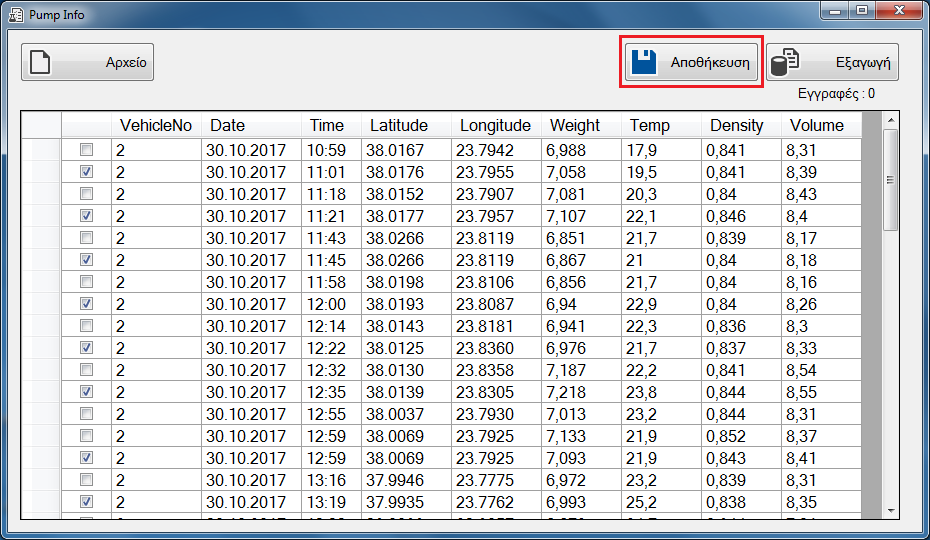 Pump Info
Αρχείο Αποθήκευση Εξαγωγή
Εγγραφές : 0
VehicleNo Date Time Latitude Longitude Weight Temp Density Volume
2 30.10.2017 10:59 38.0167 23.7942 6,988 17,9 0,841 8,31
2 30.10.2017 11:01 38.0176 23.7955 7,058 19,5 0,841 8,39
2 30.10.2017 11:18 38.0152 23.7907 7,081 20,3 0,84 8,43
2 30.10.2017 11:21 38.0177 23.7957 7,107 22,1 0,846 8,4
2 30.10.2017 11:43 38.0266 23.8119 6,851 21,7 0,839 8,17
2 30.10.2017 11:45 38.0266 23.8119 6,867 21 0,84 8,18
2 30.10.2017 11:58 38.0198 23.8106 6,856 21,7 0,84 8,16
2 30.10.2017 12:00 38.0193 23.8087 6,94 22,9 0,84 8,26
2 30.10.2017 12:14 38.0143 23.8181 6,941 22,3 0,836 8,3
2 30.10.2017 12:22 38.0125 23.8360 6,976 21,7 0,837 8,33
2 30.10.2017 12:32 38.0130 23.8358 7,187 22,2 0,841 8,54
2 30.10.2017 12:35 38.0139 23.8305 7,218 23,8 0,844 8,55
2 30.10.2017 12:55 38.0037 23.7930 7,013 23,2 0,844 8,31
2 30.10.2017 12:59 38.0069 23.7925 7,133 21,9 0,852 8,37
2 30.10.2017 12:59 38.0069 23.7925 7,093 21,9 0,843 8,41
2 30.10.2017 13:16 37.9946 23.7775 6,972 23,2 0,839 8,31
2 30.10.2017 13:19 37.9935 23.7762 6,993 25,2 0,838 8,35